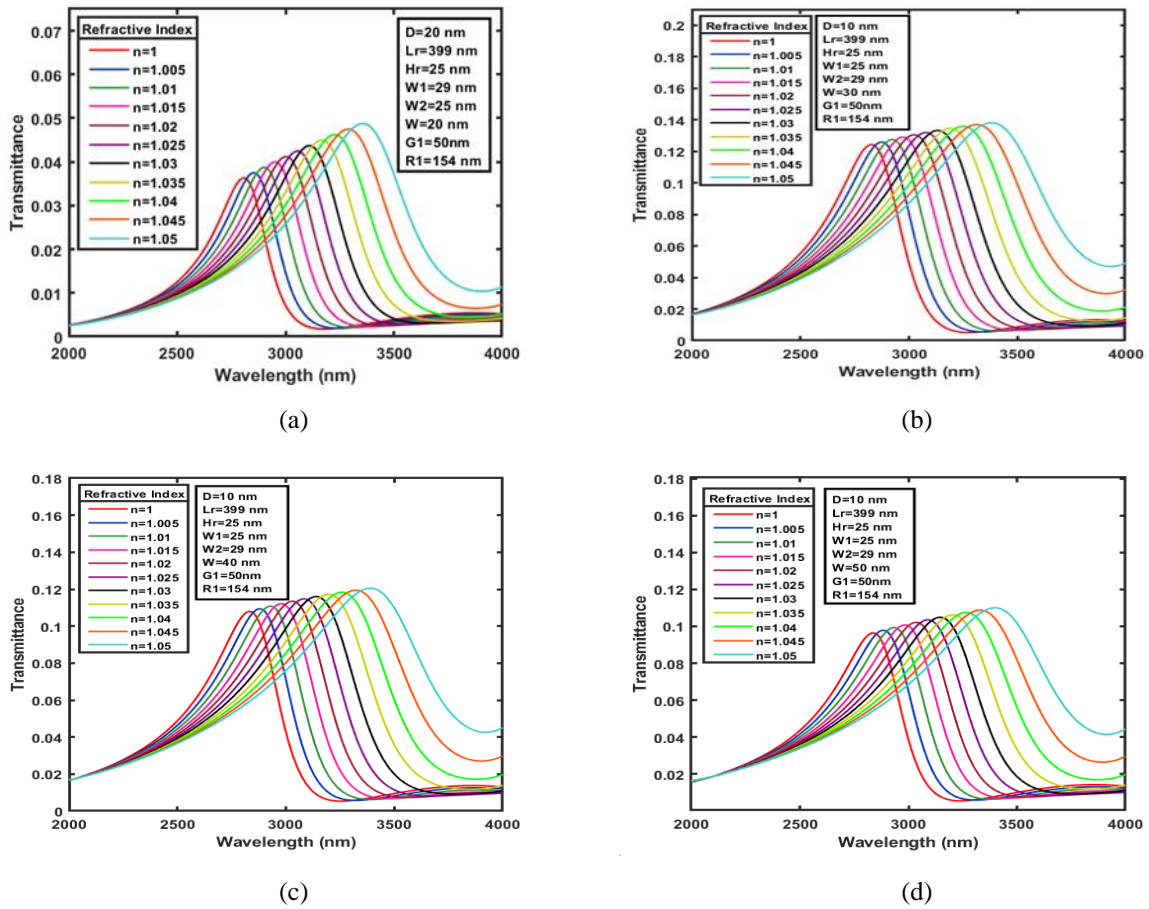 0.07
0.06
0.05
0.04
0.03
0.02
0.01
0
Transmittance
2000 2500 3000 3500 4000
Wavelength (nm)
Refractive Index
n=1
n=1.005
n=1.01
n=1.015
n=1.02
n=1.025
n=1.03
n=1.035
n=1.04
n=1.045
n=1.05
D=20 nm
Lr=399 nm
Hr=25 nm
W1=29 nm
W2=25 nm
W=20 nm
G1=50nm
R1=154 nm
(a)
0.2
0.18
0.16
0.14
0.12
0.1
0.08
0.06
0.04
0.02
0
Transmittance
2000 2500 3000 3500 4000
Wavelength (nm)
Refractive Index
n=1
n=1.005
n=1.01
n=1.015
n=1.02
n=1.025
n=1.03
n=1.035
n=1.04
n=1.045
n=1.05
D=10 nm
Lr=399 nm
Hr=25 nm
W1=25 nm
W2=29 nm
W=30 nm
G1=50nm
R1=154 nm
(b)
0.18
0.16
0.14
0.12
0.1
0.08
0.06
0.04
0.02
0
Transmittance
2000 2500 3000 3500 4000
Wavelength (nm)
Refractive Index
n=1
n=1.005
n=1.01
n=1.015
n=1.02
n=1.025
n=1.03
n=1.035
n=1.04
n=1.045
n=1.05
D=10 nm
Lr=399 nm
Hr=25 nm
W1=25 nm
W2=29 nm
W=40 nm
G1=50nm
R1=154 nm
(c)
0.18
0.16
0.14
0.12
0.1
0.08
0.06
0.04
0.02
0
Transmittance
2000 2500 3000 3500 4000
Wavelength (nm)
Refractive Index
n=1
n=1.005
n=1.01
n=1.015
n=1.02
n=1.025
n=1.03
n=1.035
n=1.04
n=1.045
n=1.05
D=10 nm
Lr=399 nm
Hr=25 nm
W1=25 nm
W2=29 nm
W=50 nm
G1=50nm
R1=154 nm
(d)